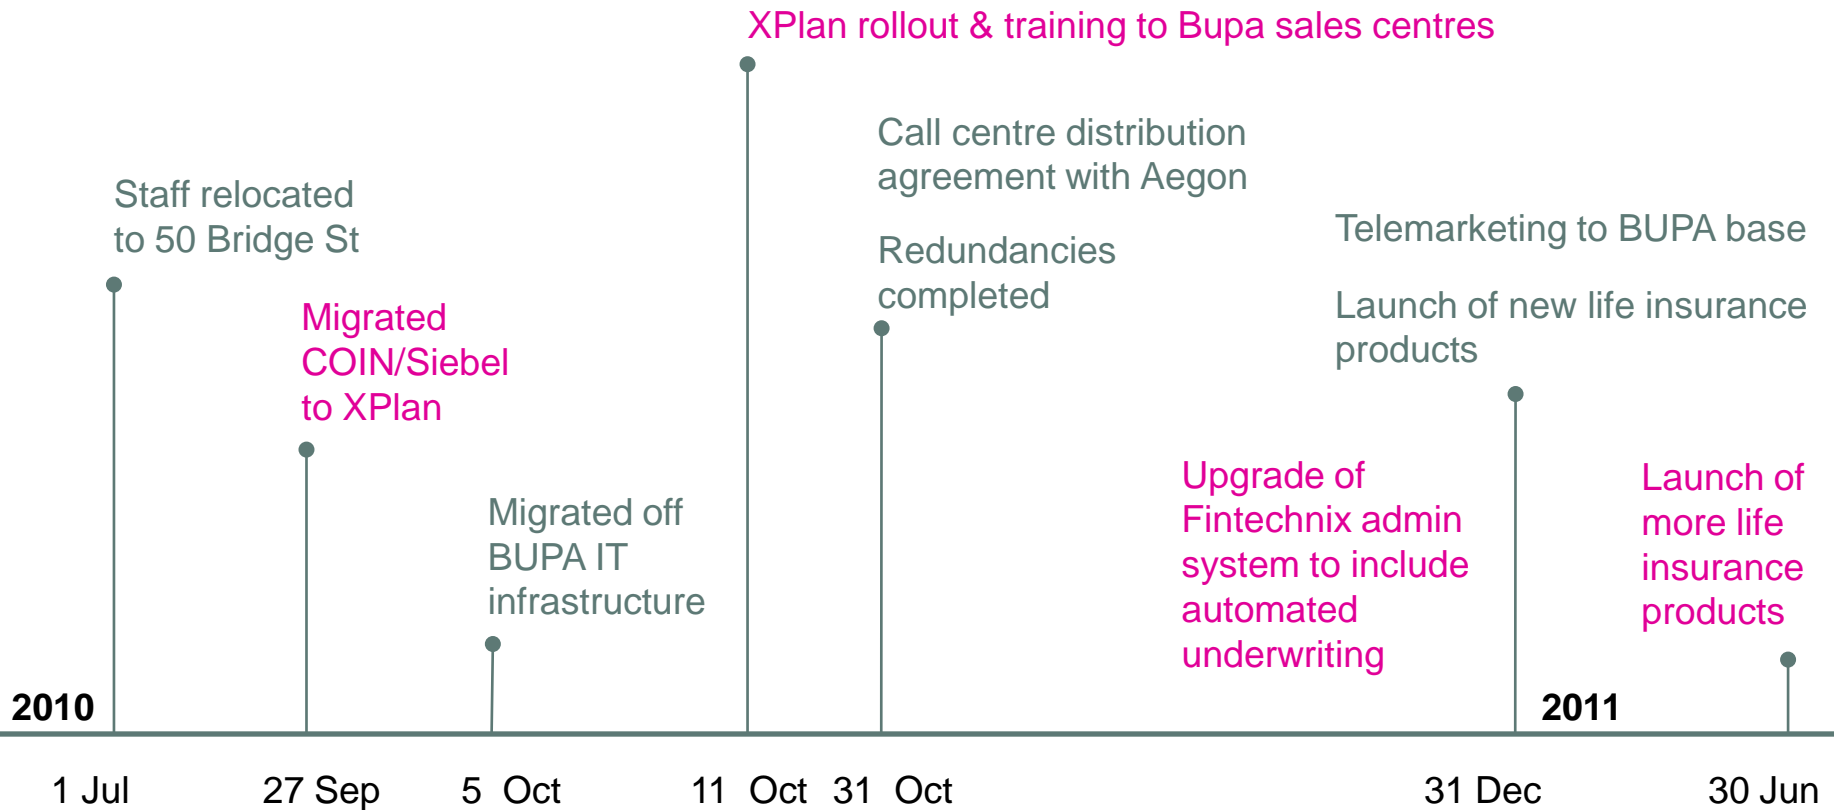 XPlan rollout & training to Bupa sales centres
Call centre distribution
agreement with Aegon
Staff relocated
to 50 Bridge St
Telemarketing to BUPA base
Redundancies
completed
Launch of new life insurance
products
Migrated
COIN/Siebel
to XPlan
Upgrade of
Fintechnix admin
system to include
automated
underwriting
Launch of
more life
insurance
products
Migrated off
BUPA IT
infrastructure
2010
2011
1 Jul
27 Sep
5 Oct
11 Oct
31 Oct
31 Dec
30 Jun